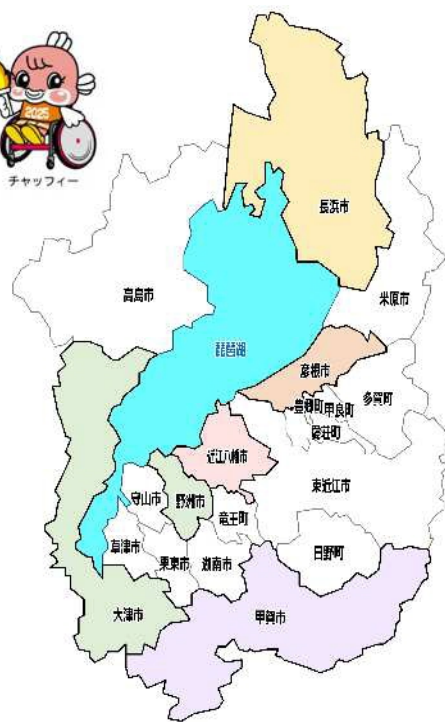 2025
チャッフィー
長浜市
高島市
米原市
琵琶湖
彦根市
多賀町
豊郷町
甲良町
愛荘町
近江八幡市
東近江市
守山市
野洲市
竜王町
草津市
栗東市
湖南市
日野町
大津市
甲賀市